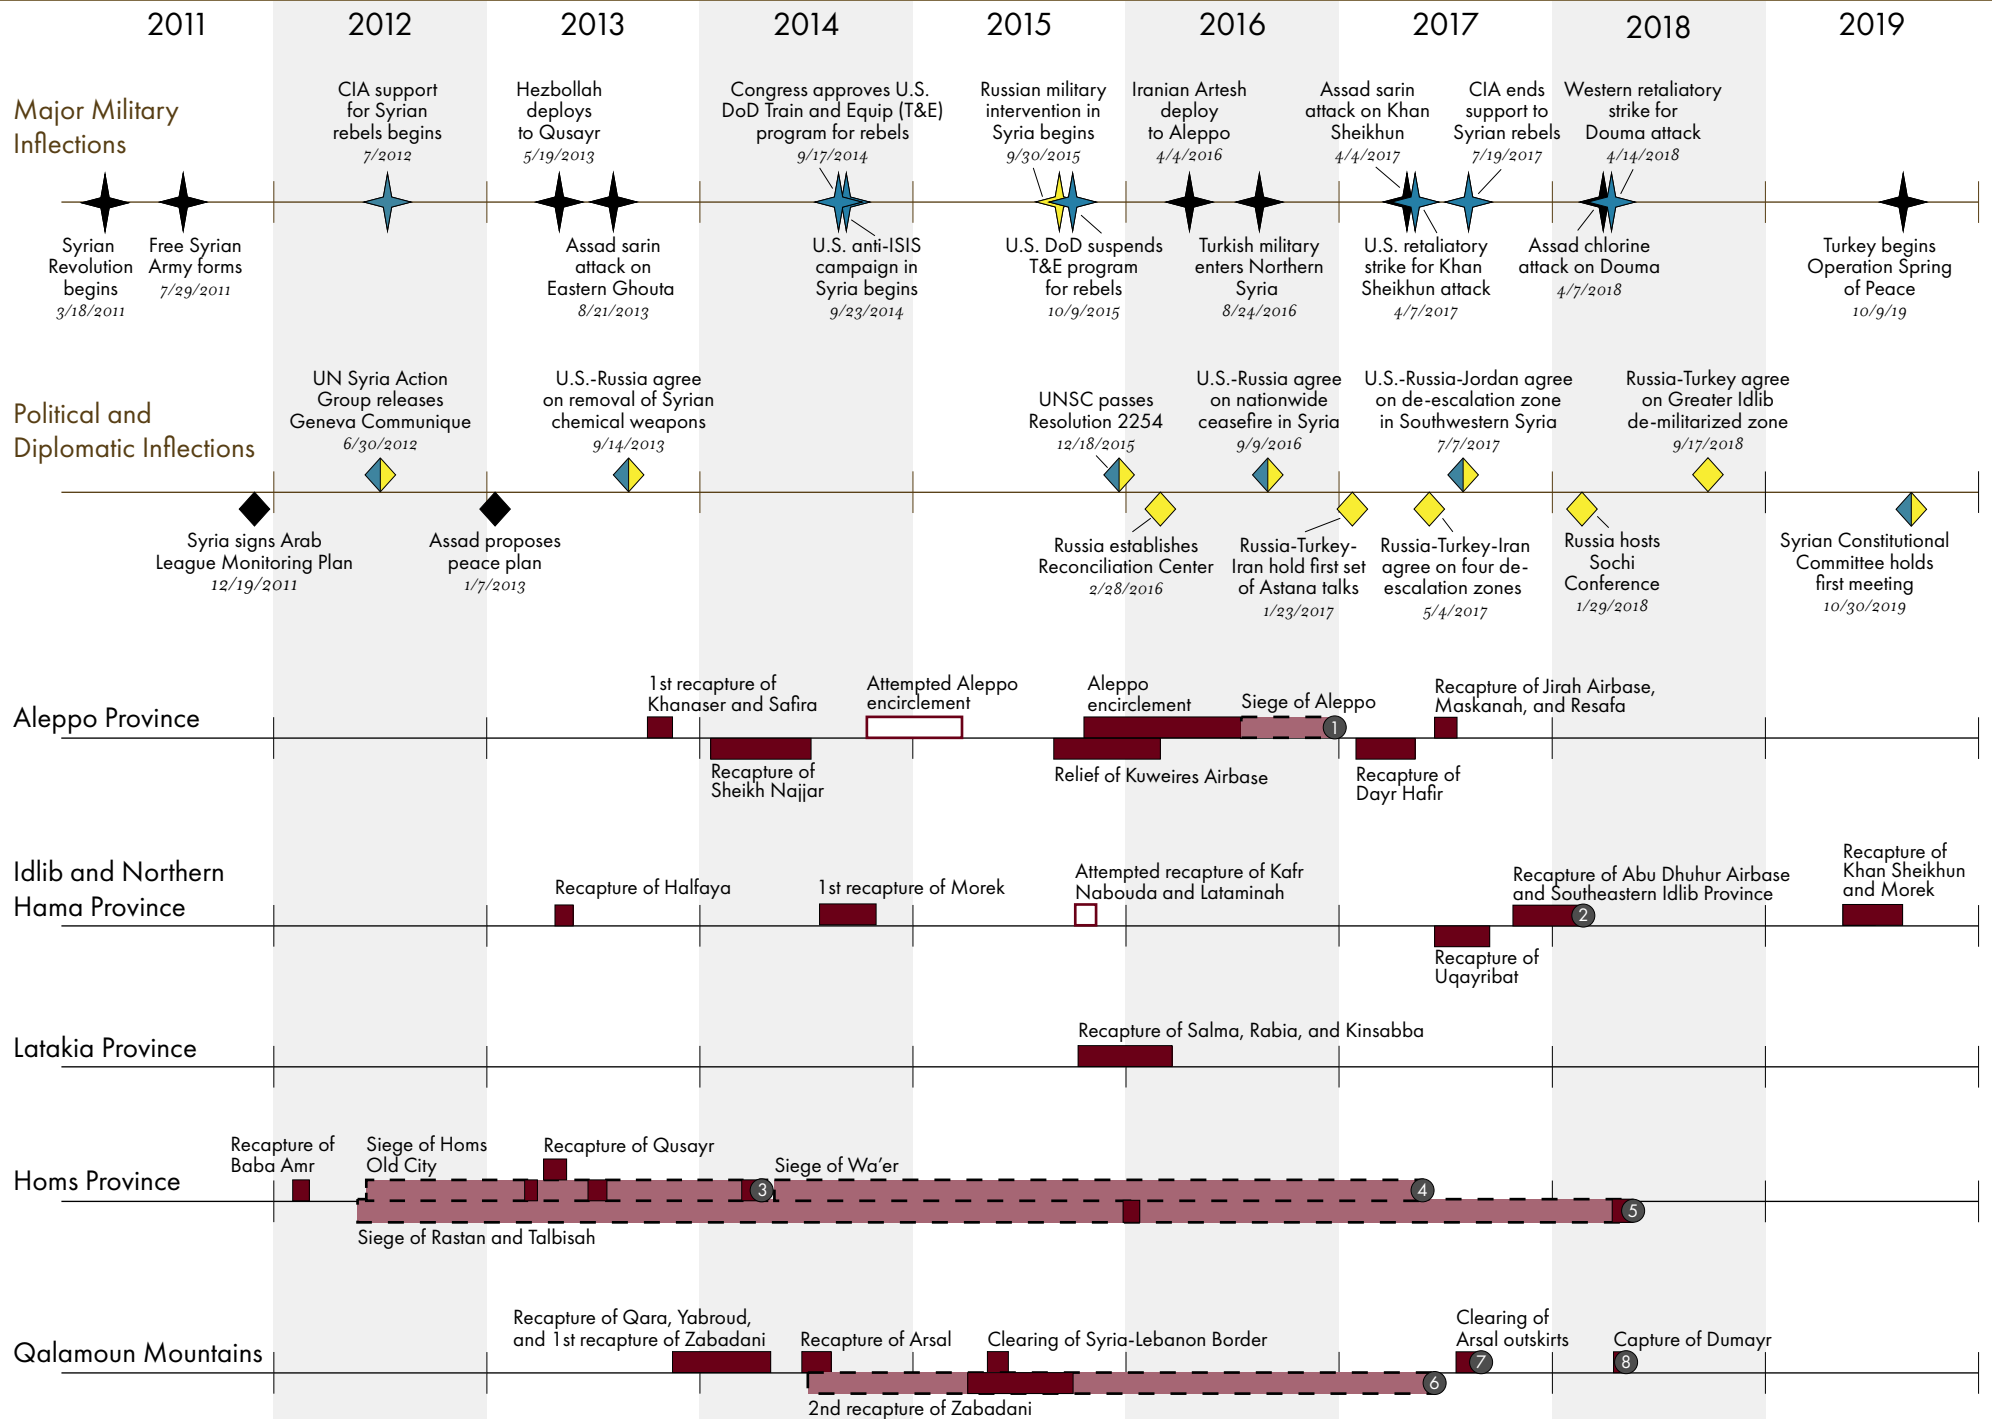 2011 2012 2013 2014 2015 2016 2017 2018 2019
Major Military
Inflections
CIA support
for Syrian
rebels begins
7/2012
Hezbollah
deploys
to Qusayr
5/19/2013
Congress approves U.S.
DoD Train and Equip (T&E)
program for rebels
9/17/2014
Russian military
intervention in
Syria begins
9/30/2015
Iranian Artesh
deploy
to Aleppo
4/4/2016
Assad sarin
attack on Khan
Sheikhun
4/4/2017
CIA ends
support to
Syrian rebels
7/19/2017
Western retaliatory
strike for
Douma attack
4/14/2018
Syrian
Revolution
begins
3/18/2011
Free Syrian
Army forms
7/29/2011
Assad sarin
attack on
Eastern Ghouta
8/21/2013
U.S. anti-ISIS
campaign in
Syria begins
9/23/2014
U.S. DoD suspends
T&E program
for rebels
10/9/2015
Turkish military
enters Northern
Syria
8/24/2016
U.S. retaliatory
strike for Khan
Sheikhun attack
4/7/2017
Assad chlorine
attack on Douma
4/7/2018
Turkey begins
Operation Spring
of Peace
10/9/19
Political and
Diplomatic Inflections
UN Syria Action
Group releases
Geneva Communique
6/30/2012
U.S.-Russia agree
on removal of Syrian
chemical weapons
9/14/2013
UNSC passes
Resolution 2254
12/18/2015
U.S.-Russia agree
on nationwide
ceasefire in Syria
9/9/2016
U.S.-Russia-Jordan agree
on de-escalation zone
in Southwestern Syria
7/7/2017
Russia-Turkey agree
on Greater Idlib
de-militarized zone
9/17/2018
Syria signs Arab
League Monitoring Plan
12/19/2011
Assad proposes
peace plan
1/7/2013
Russia establishes
Reconciliation Center
2/28/2016
Russia-Turkey-
Iran hold first set
of Astana talks
1/23/2017
Russia-Turkey-Iran
agree on four de-
escalation zones
5/4/2017
Russia hosts
Sochi
Conference
1/29/2018
Syrian Constitutional
Committee holds
first meeting
10/30/2019
Aleppo Province
1st recapture of
Khanaser and Safira
Attempted Aleppo
encirclement
Aleppo
encirclement
Siege of Aleppo
1
Recapture of Jirah Airbase,
Maskanah, and Resafa
Recapture of
Sheikh Najjar
Relief of Kuweires Airbase
Recapture of
Dayr Hafir
Idlib and Northern
Hama Province
Recapture of Halfaya
1st recapture of Morek
Attempted recapture of Kafr
Nabouda and Lataminah
Recapture of Abu Dhuhur Airbase
and Southeastern Idlib Province
2
Recapture of
Khan Sheikhun
and Morek
Recapture of
Uqayribat
Latakia Province
Recapture of Salma, Rabia, and Kinsabba
Homs Province
Recapture of
Baba Amr
Siege of Homs
Old City
Recapture of Qusayr
Siege of Wa'er
3
4
5
Siege of Rastan and Talbisah
Qalamoun Mountains
Recapture of Qara, Yabroud,
and 1st recapture of Zabadani
Recapture of Arsal
Clearing of Syria-Lebanon Border
Clearing of
Arsal outskirts
7
Capture of Dumayr
8
6
2nd recapture of Zabadani